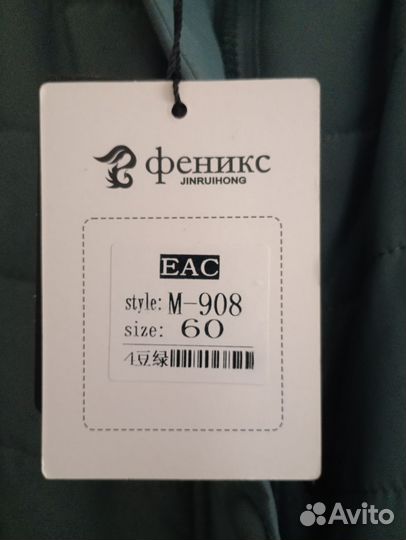 феникс
JINRUIHONG
EAC
style: M-908
size: 60
4豆绿
Avito